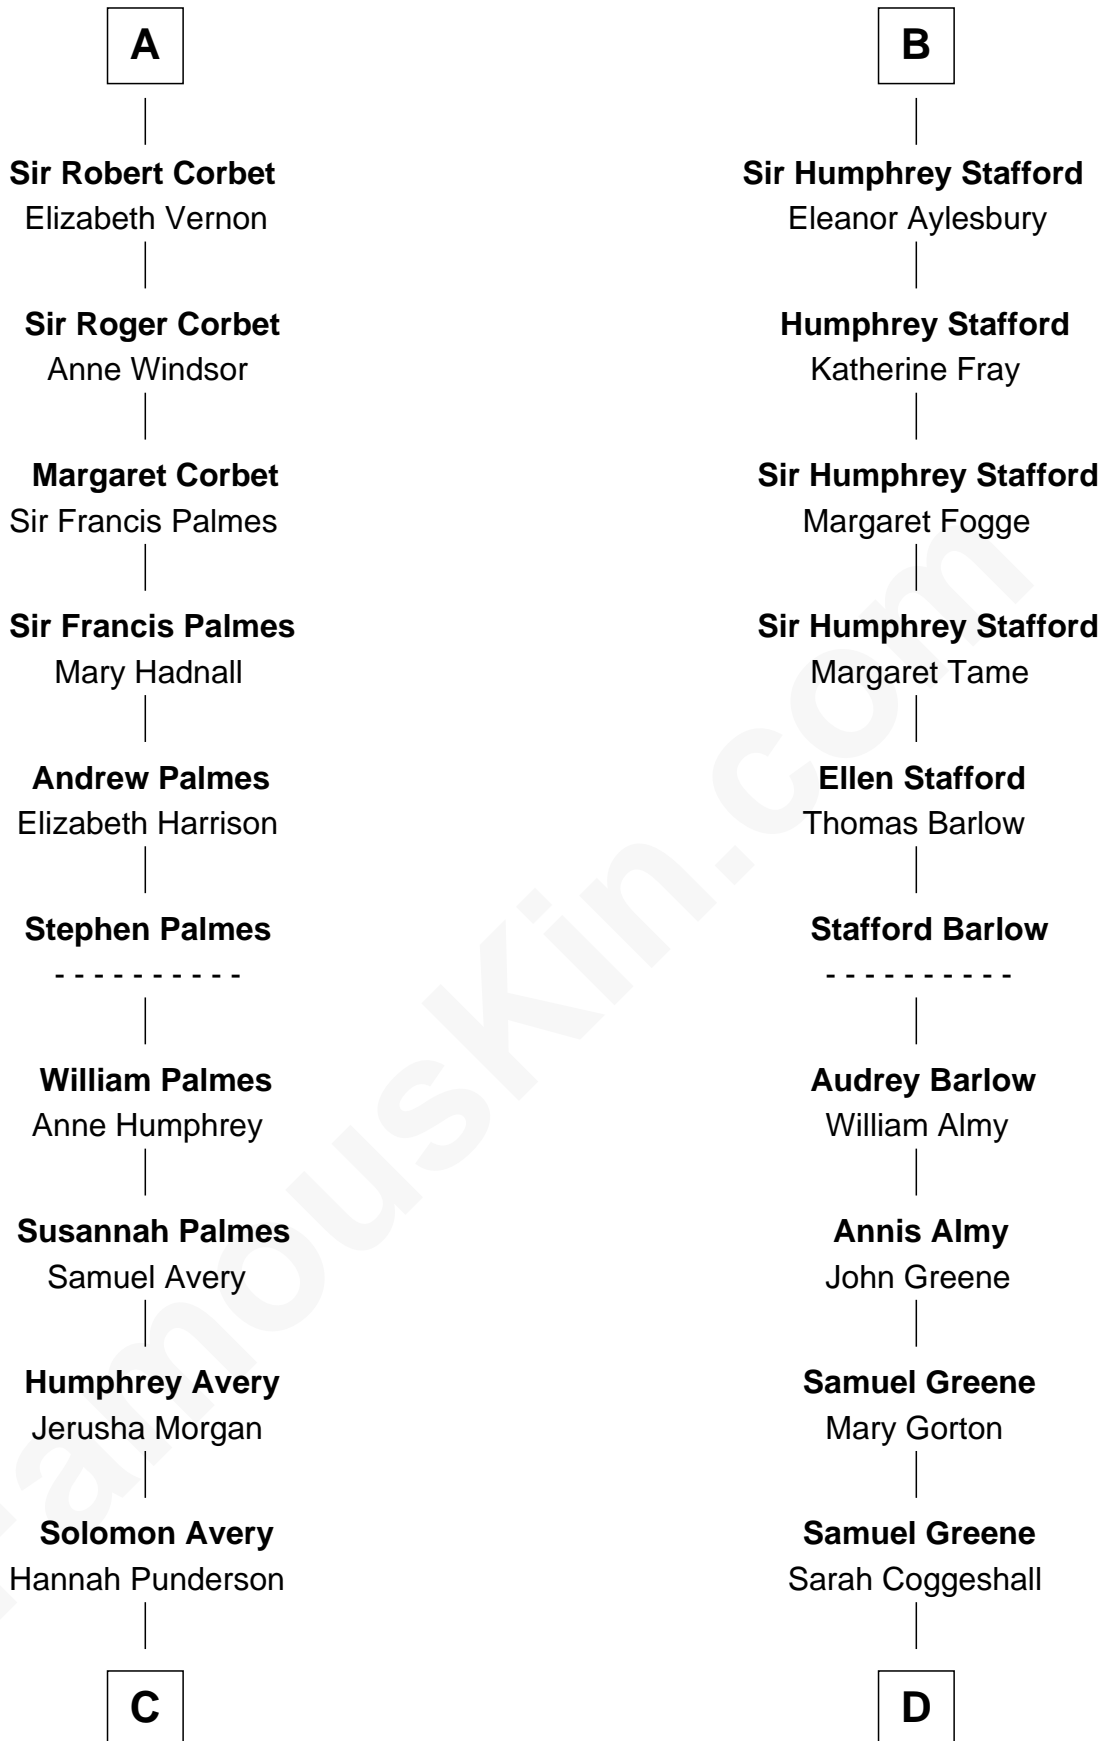 A
Sir Robert Corbet
Elizabeth Vernon
Sir Roger Corbet
Anne Windsor
Margaret Corbet
Sir Francis Palmes
Sir Francis Palmes
Mary Hadnall
Andrew Palmes
Elizabeth Harrison
Stephen Palmes
- - - - - - - - - -
William Palmes
Anne Humphrey
Susannah Palmes
Samuel Avery
Humphrey Avery
Jerusha Morgan
Solomon Avery
Hannah Punderson
C
B
Sir Humphrey Stafford
Eleanor Aylesbury
Humphrey Stafford
Katherine Fray
Sir Humphrey Stafford
Margaret Fogge
Sir Humphrey Stafford
Margaret Tame
Ellen Stafford
Thomas Barlow
Stafford Barlow
- - - - - - - - - -
Audrey Barlow
William Almy
Annis Almy
John Greene
Samuel Greene
Mary Gorton
Samuel Greene
Sarah Coggeshall
D
FamousKin.com